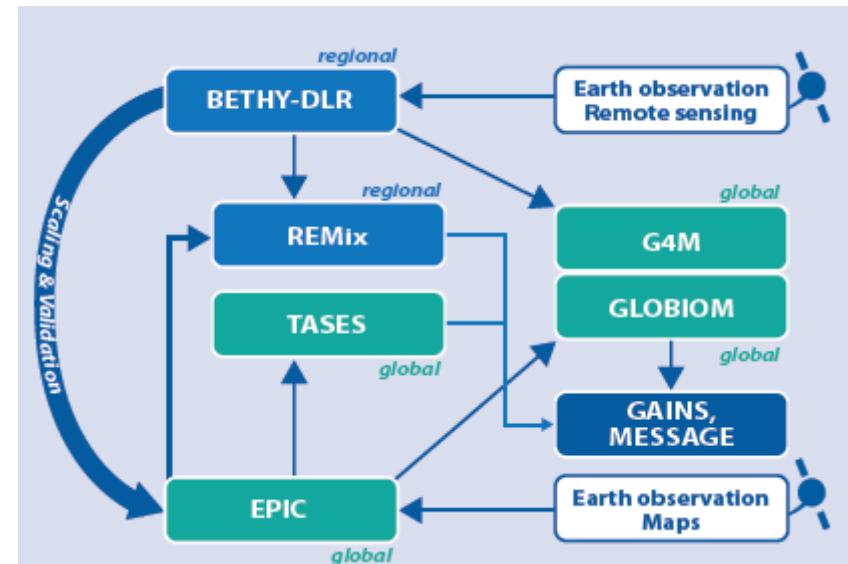 regional
BETHY-DLR
Earth observation
Remote sensing
regional
REMix
global
G4M
Scaling & Validation
TASES
global
GLOBIOM
global
GAINS,
MESSAGE
EPIC
global
Earth observation
Maps